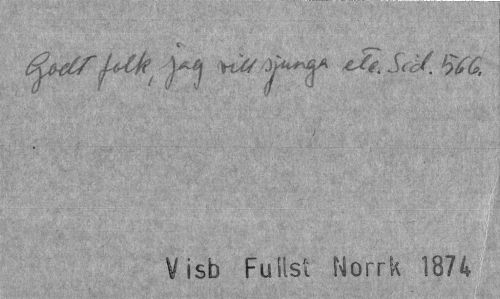 Godt folk, jag vill sjunga etc. Sid. 566.
Visb Fullst Norrk 1874